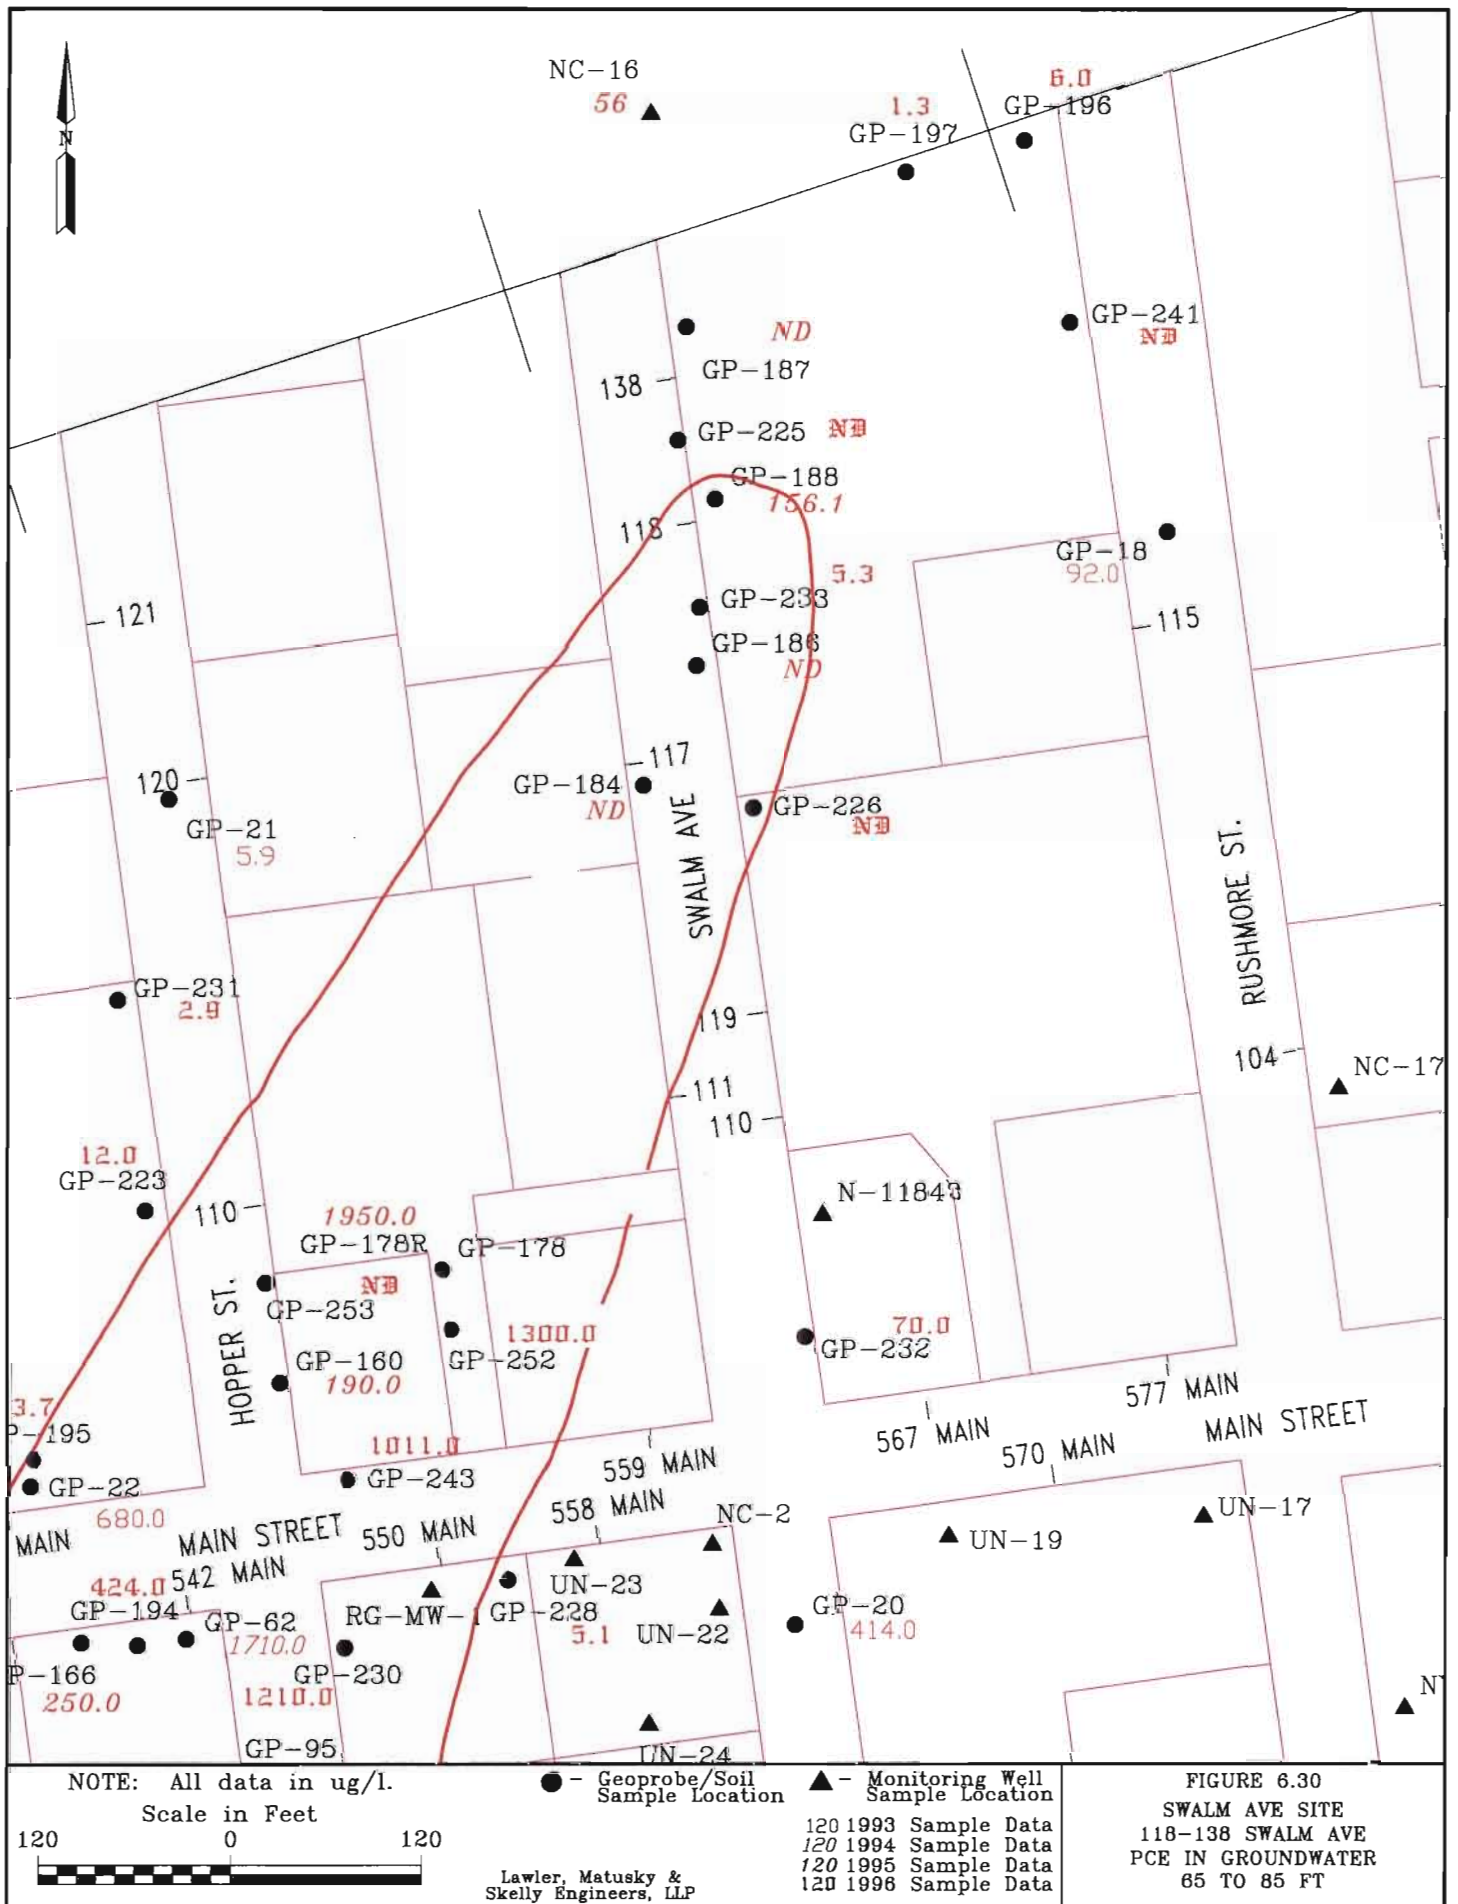 N
NC-16
56
1.3
GP-197
6.0
GP-196
GP-241
ND
ND
GP-187
138
GP-225 ND
GP-188
156.1
118
GP-18
92.0
5.3
GP-233
GP-186
ND
121
115
117
GP-184
ND
120
GP-21
5.9
GP-226
ND
SWALM AVE
RUSHMORE ST.
GP-231
2.9
119
104
NC-17
111
110
12.0
GP-223
110
N-11843
1950.0
GP-178R
GP-178
ND
GP-253
HOPPER ST.
1300.0
GP-252
70.0
GP-232
GP-160
190.0
577 MAIN
3.7
P-195
GP-22
680.0
1011.0
GP-243
559 MAIN
567 MAIN
570 MAIN
MAIN STREET
MAIN
MAIN STREET
550 MAIN
558 MAIN
NC-2
UN-19
UN-17
424.0
542 MAIN
GP-194
GP-62
1710.0
RG-MW-1
GP-228
5.1
UN-23
UN-22
GP-20
414.0
P-166
250.0
GP-230
1210.0
GP-95
UN-24
NOTE: All data in ug/l.
Scale in Feet
120 0 120
- Geoprobe/Soil
Sample Location
- Monitoring Well
Sample Location
120 1993 Sample Data
120 1994 Sample Data
120 1995 Sample Data
120 1996 Sample Data
Lawler, Matusky &
Skelly Engineers, LLP
FIGURE 6.30
SWALM AVE SITE
118-138 SWALM AVE
PCE IN GROUNDWATER
65 TO 85 FT